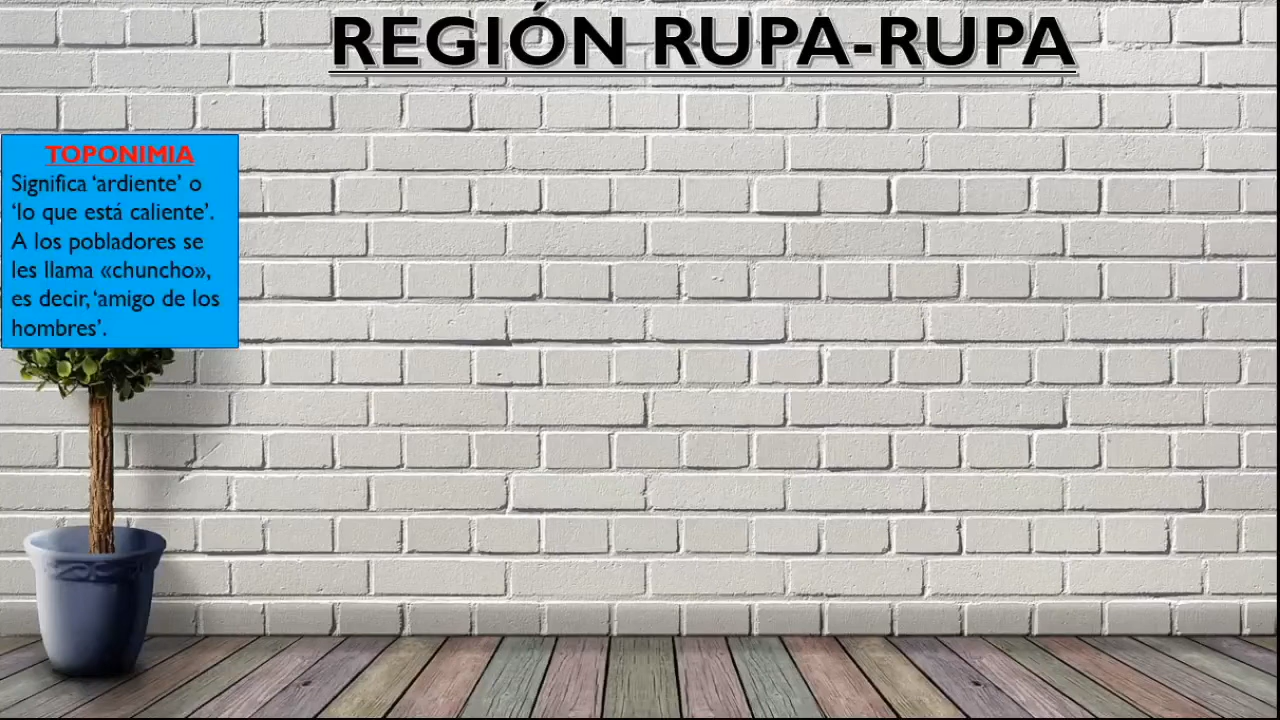 REGIÓN RUPA-RUPA
TOPONIMIA
Significa ‘ardiente’ o
‘lo que está caliente’.
A los pobladores se
les llama «chuncho»,
es decir, ‘amigo de los
hombres’.